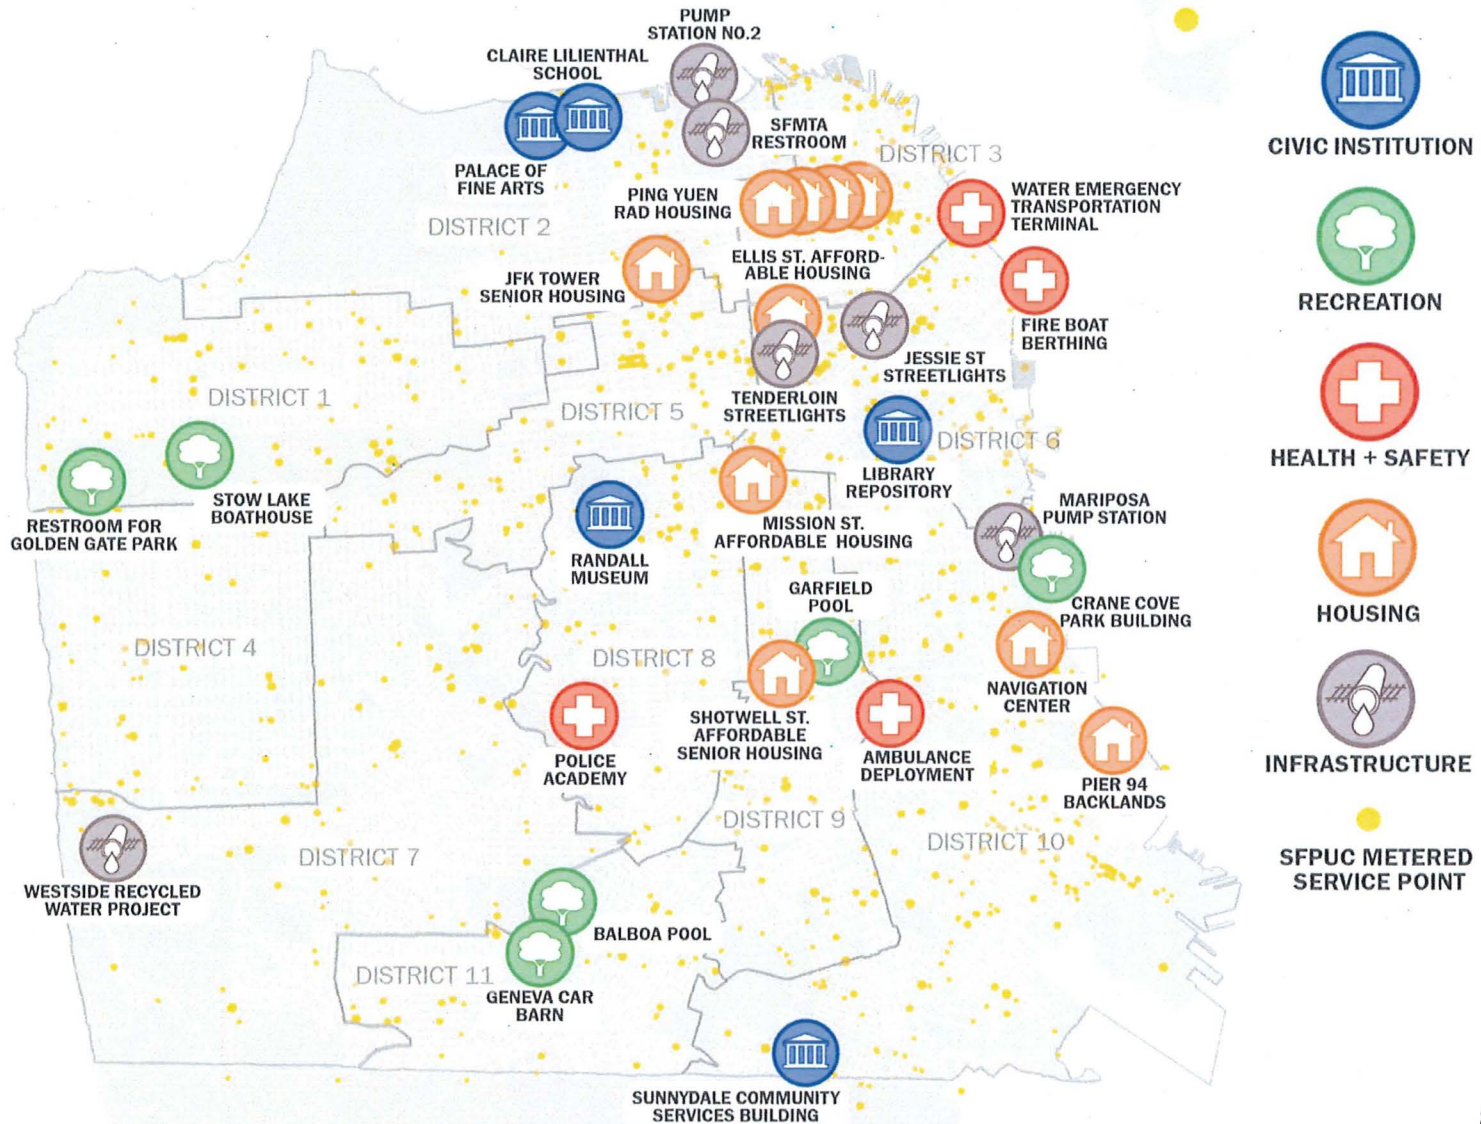 PUMP
STATION NO.2
CLAIRE LILIENTHAL
SCHOOL
SFMTA
RESTROOM
DISTRICT 3
PALACE OF
FINE ARTS
PING YUEN
RAD HOUSING
WATER EMERGENCY
TRANSPORTATION
TERMINAL
DISTRICT 2
ELLIS ST. AFFORD-
ABLE HOUSING
JFK TOWER
SENIOR HOUSING
FIRE BOAT
BERTHING
JESSIE ST
STREETLIGHTS
DISTRICT 1
DISTRICT 5
TENDERLOIN
STREETLIGHTS
DISTRICT 6
LIBRARY
REPOSITORY
STOW LAKE
BOATHOUSE
RESTROOM FOR
GOLDEN GATE PARK
MARIPOSA
PUMP STATION
MISSION ST.
AFFORDABLE HOUSING
RANDALL
MUSEUM
GARFIELD
POOL
CRANE COVE
PARK BUILDING
DISTRICT 4
DISTRICT 8
NAVIGATION
CENTER
SHOTWELL ST.
AFFORDABLE
SENIOR HOUSING
POLICE
ACADEMY
AMBULANCE
DEPLOYMENT
PIER 94
BACKLANDS
DISTRICT 9
DISTRICT 10
DISTRICT 7
WESTSIDE RECYCLED
WATER PROJECT
BALBOA POOL
DISTRICT 11
GENEVA CAR
BARN
SUNNYDALE COMMUNITY
SERVICES BUILDING
CIVIC INSTITUTION
RECREATION
HEALTH + SAFETY
HOUSING
INFRASTRUCTURE
SFPUC METERED
SERVICE POINT